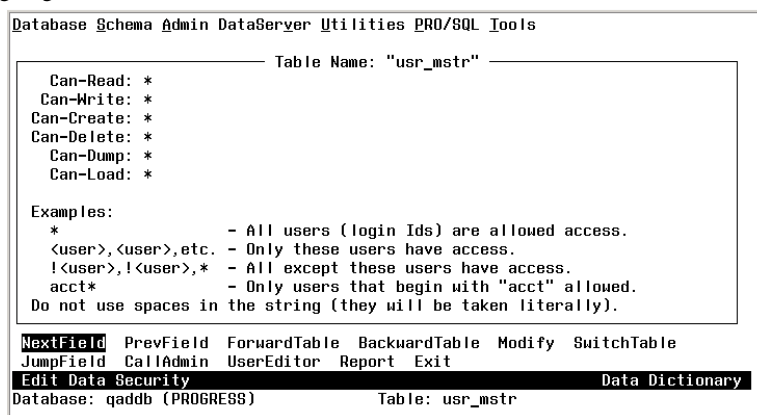 Database Schema Admin DataServer Utilities PRO/SQL Tools
Table Name: "usr_mstr"
Can-Read: *
Can-Write: *
Can-Create: *
Can-Delete: *
Can-Dump: *
Can-Load: *
Examples:
* - All users (login Ids) are allowed access.
<user>,<user>,etc. - Only these users have access.
!<user>,!<user>,* - All except these users have access.
acct* - Only users that begin with "acct" allowed.
Do not use spaces in the string (they will be taken literally).
NextField PrevField ForwardTable BackwardTable Modify SwitchTable
JumpField CallAdmin UserEditor Report Exit
Edit Data Security Data Dictionary
Database: qaddb (PROGRESS) Table: usr_mstr